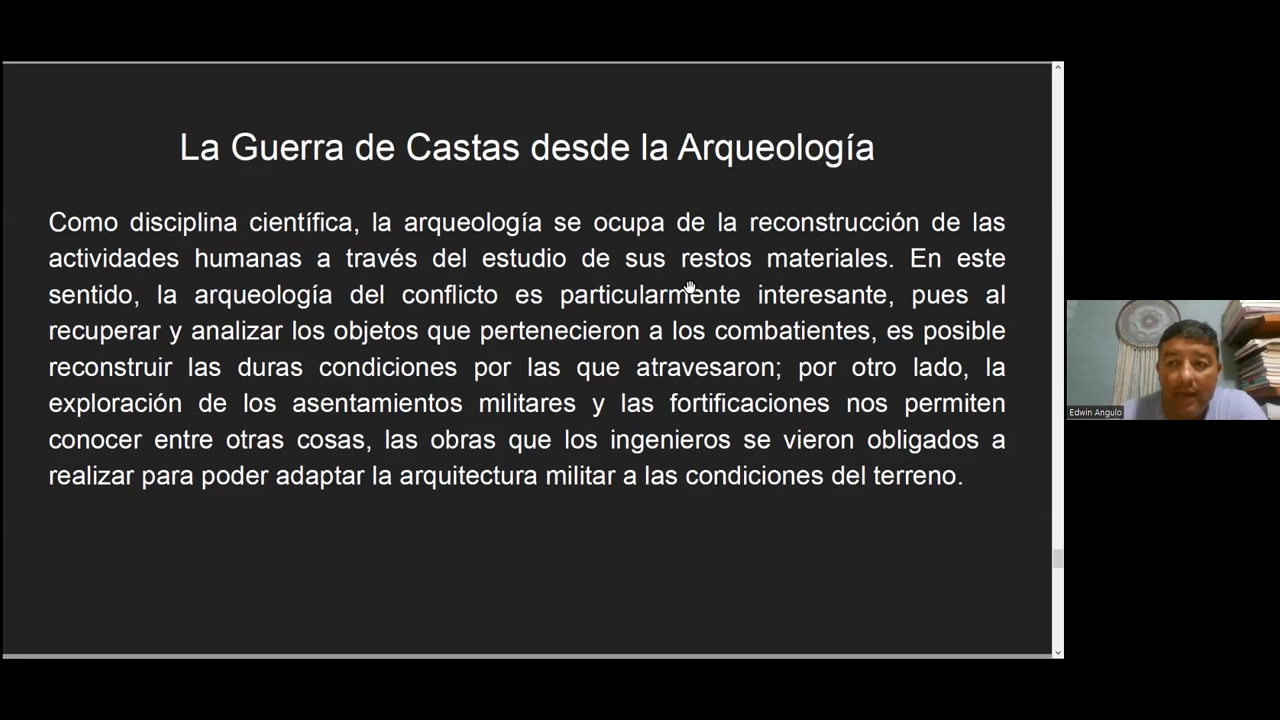 La Guerra de Castas desde la Arqueología
Como disciplina científica, la arqueología se ocupa de la reconstrucción de las
actividades humanas a través del estudio de sus restos materiales. En este
sentido, la arqueología del conflicto es particularmente interesante, pues al
recuperar y analizar los objetos que pertenecieron a los combatientes, es posible
reconstruir las duras condiciones por las que atravesaron; por otro lado, la
exploración de los asentamientos militares y las fortificaciones nos permiten
conocer entre otras cosas, las obras que los ingenieros se vieron obligados a
realizar para poder adaptar la arquitectura militar a las condiciones del terreno.
Edwin Angulo